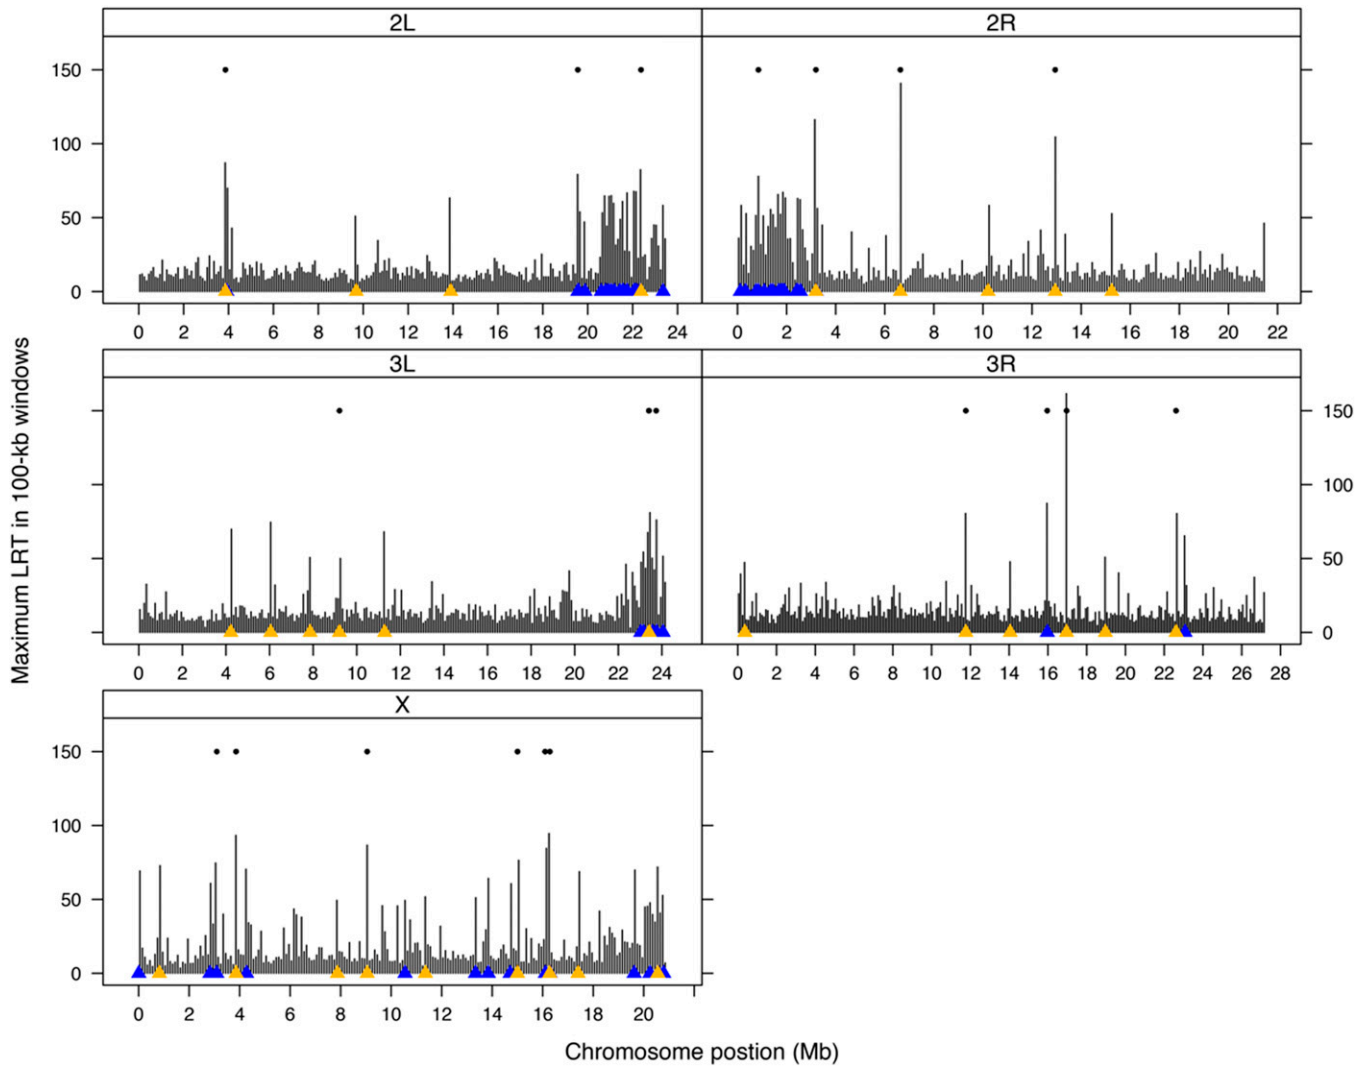 2L 2R
150
100
50
0
0 2 4 6 8 10 12 14 16 18 20 22 24 0 2 4 6 8 10 12 14 16 18 20 22
3L 3R
150
100
50
0
0 2 4 6 8 10 12 14 16 18 20 22 24 0 2 4 6 8 10 12 14 16 18 20 22 24 26 28
Maximum LRT in 100-kb windows
X
150
100
50
0
0 2 4 6 8 10 12 14 16 18 20
Chromosome postion (Mb)